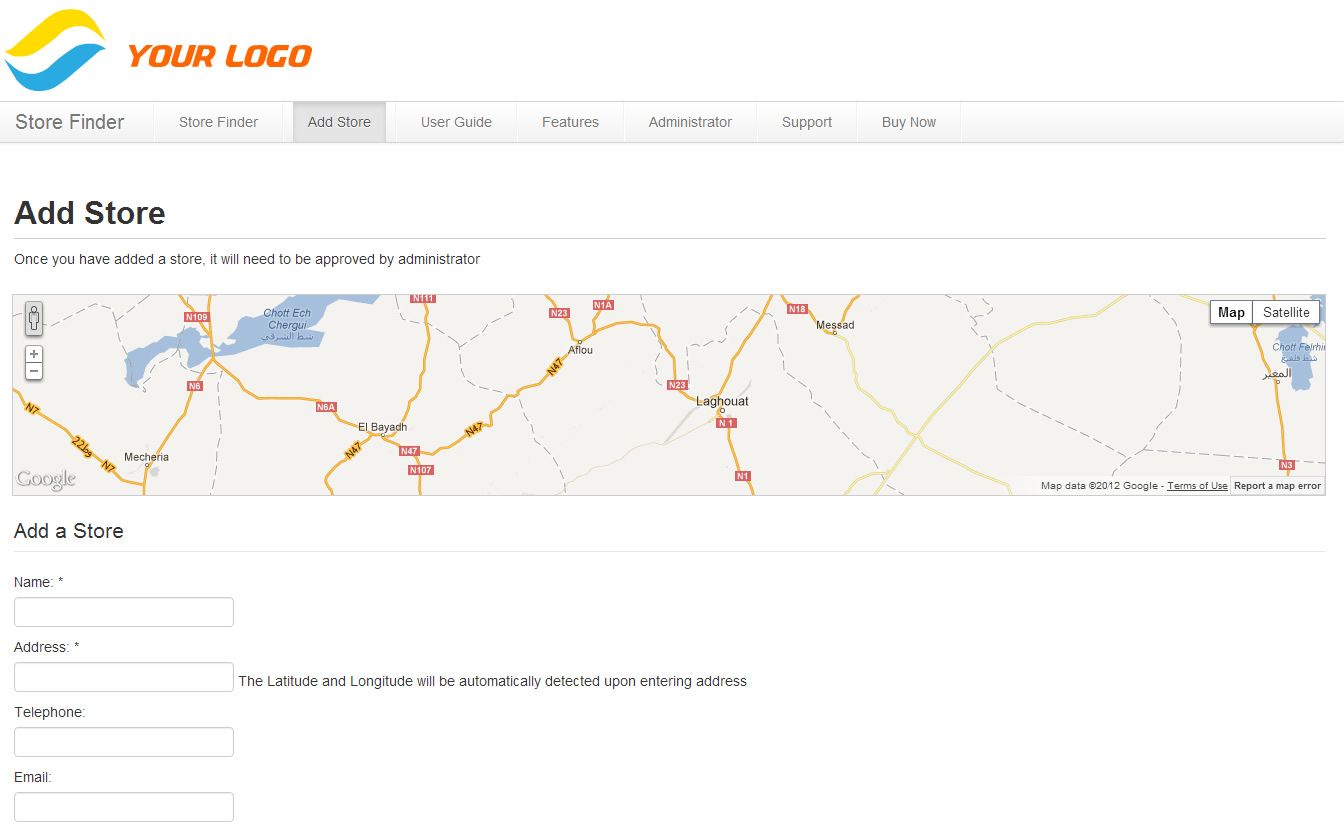 YOUR LOGO
Store Finder
Store Finder
Add Store
User Guide
Features
Administrator
Support
Buy Now
Add Store
Once you have added a store, it will need to be approved by administrator
N109
Chott Ech
Chergui
شط الشرقي
N111
N23
N1A
Aflou
N18
Messad
Map
Satellite
Chott Felrhir
شط فلغير
المغير
+
−
N6
N6A
N47
N23
Laghouat
N 1
N7
22bs
N7
Mecheria
El Bayadh
N47
N47
N47
N107
N1
N3
Google
Map data ©2012 Google - Terms of Use
Report a map error
Add a Store
Name: *
Address: *
The Latitude and Longitude will be automatically detected upon entering address
Telephone:
Email: